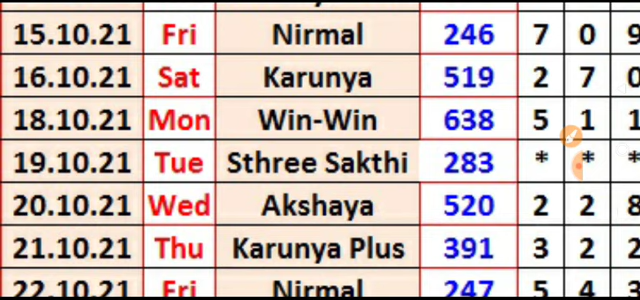 15.10.21 Fri Nirmal 246 7 0 9
16.10.21 Sat Karunya 519 2 7 0
18.10.21 Mon Win-Win 638 5 1 1
19.10.21 Tue Sthree Sakthi 283 * * *
20.10.21 Wed Akshaya 520 2 2 8
21.10.21 Thu Karunya Plus 391 3 2 2
22.10.21 Fri Nirmal 247 5 4 3